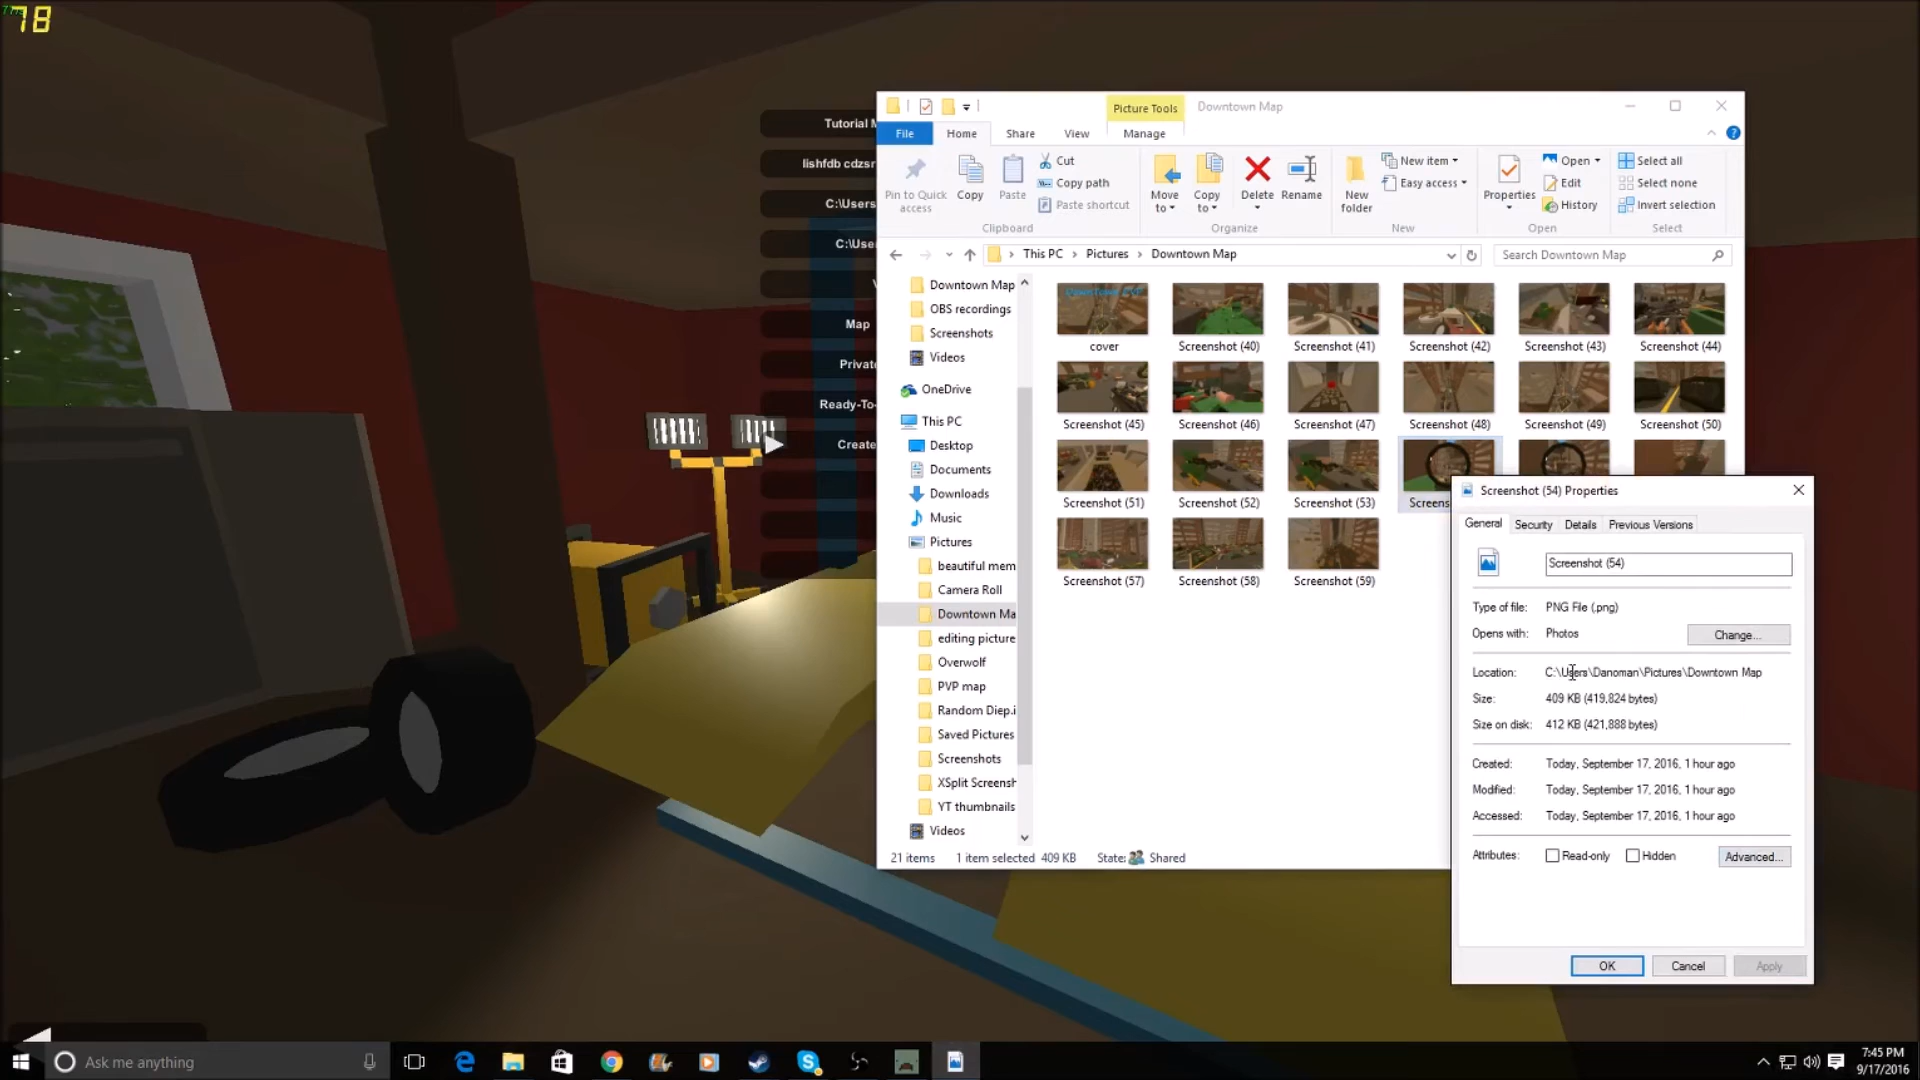 78
Tutorial
lishfdb cdzsr
C:\Users
C:\Use
Map
Private
Ready-To-
Create
Picture Tools
Downtown Map
File
Home
Share
View
Manage
Pin to Quick access
Copy
Paste
Cut
Copy path
Paste shortcut
Clipboard
Move to
Copy to
Delete
Rename
Organize
New folder
New item
Easy access
New
Properties
Open
Edit
History
Open
Select all
Select none
Invert selection
Select
This PC > Pictures > Downtown Map
Search Downtown Map
Downtown Map
OBS recordings
Screenshots
Videos
OneDrive
This PC
Desktop
Documents
Downloads
Music
Pictures
beautiful mem
Camera Roll
Downtown Ma
editing picture
Overwolf
PVP map
Random Diep.i
Saved Pictures
Screenshots
XSplit Screensh
YT thumbnails
Videos
cover
Screenshot (40)
Screenshot (41)
Screenshot (42)
Screenshot (43)
Screenshot (44)
Screenshot (45)
Screenshot (46)
Screenshot (47)
Screenshot (48)
Screenshot (49)
Screenshot (50)
Screenshot (51)
Screenshot (52)
Screenshot (53)
Screens
Screenshot (57)
Screenshot (58)
Screenshot (59)
21 items
1 item selected 409 KB
State: Shared
Screenshot (54) Properties
General
Security
Details
Previous Versions
Screenshot (54)
Type of file: PNG File (.png)
Opens with: Photos
Change...
Location: C:\Users\Danoman\Pictures\Downtown Map
Size: 409 KB (419,824 bytes)
Size on disk: 412 KB (421,888 bytes)
Created: Today, September 17, 2016, 1 hour ago
Modified: Today, September 17, 2016, 1 hour ago
Accessed: Today, September 17, 2016, 1 hour ago
Attributes: Read-only Hidden
Advanced...
OK
Cancel
Apply
Ask me anything
7:45 PM
9/17/2016